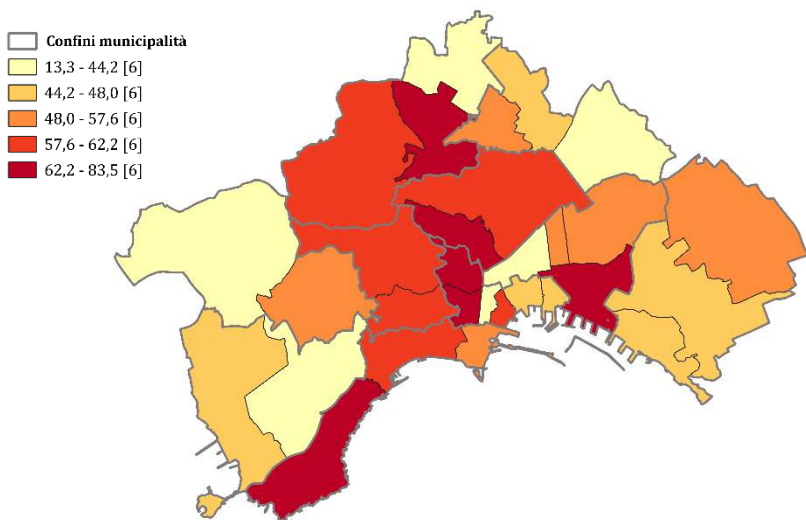 Confini municipalità
13,3 - 44,2 [6]
44,2 - 48,0 [6]
48,0 - 57,6 [6]
57,6 - 62,2 [6]
62,2 - 83,5 [6]